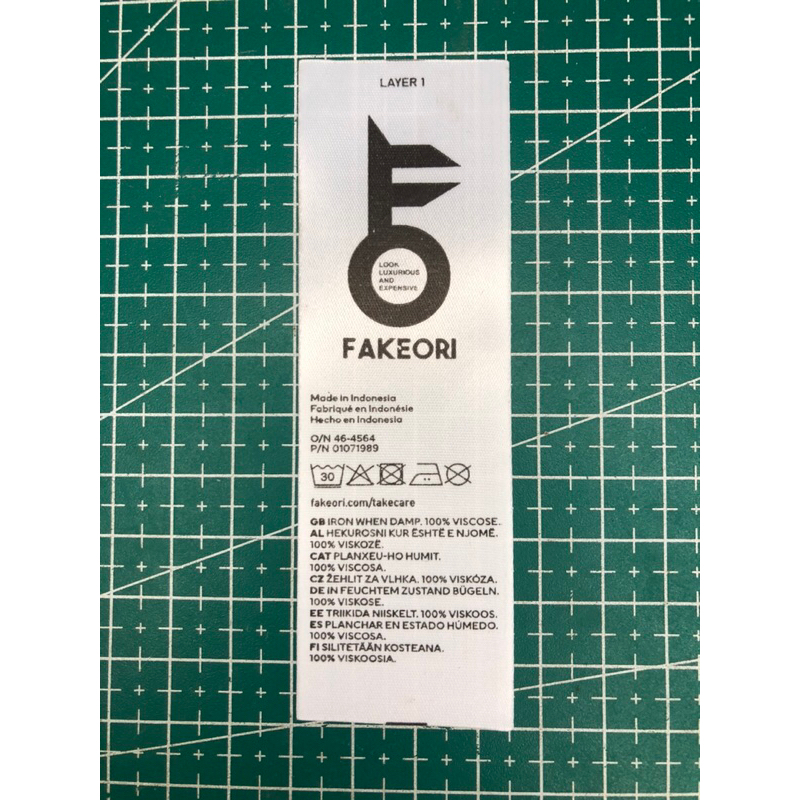 LAYER 1
LOOK
LUXURIOUS
AND
EXPENSIVE
FAKEORI
Made in Indonesia
Fabriqué en Indonésie
Hecho en Indonesia
O/N 46-4564
P/N 01071989
30
fakeori.com/takecare
GB IRON WHEN DAMP. 100% VISCOSE.
AL HEKUROSNI KUR ËSHTË E NJOMË.
100% VISKOZË.
CAT PLANXEU-HO HUMIT.
100% VISCOSA.
CZ ŽEHLIT ZA VLHKA. 100% VISKÓZA.
DE IN FEUCHTEM ZUSTAND BÜGELN.
100% VISKOSE.
EE TRIIKIDA NIISKELT. 100% VISKOOS.
ES PLANCHAR EN ESTADO HÚMEDO.
100% VISCOSA.
FI SILITETÄÄN KOSTEANA.
100% VISKOOSIA.